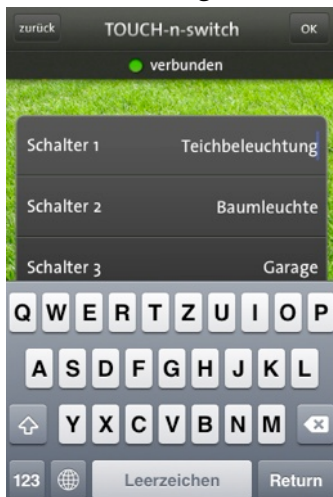 zurück TOUCH-n-switch OK
verbunden
Schalter 1 Teichbeleuchtung
Schalter 2 Baumleuchte
Schalter 3 Garage
Q W E R T Z U I O P
A S D F G H J K L
Y X C V B N M
123 Leerzeichen Return